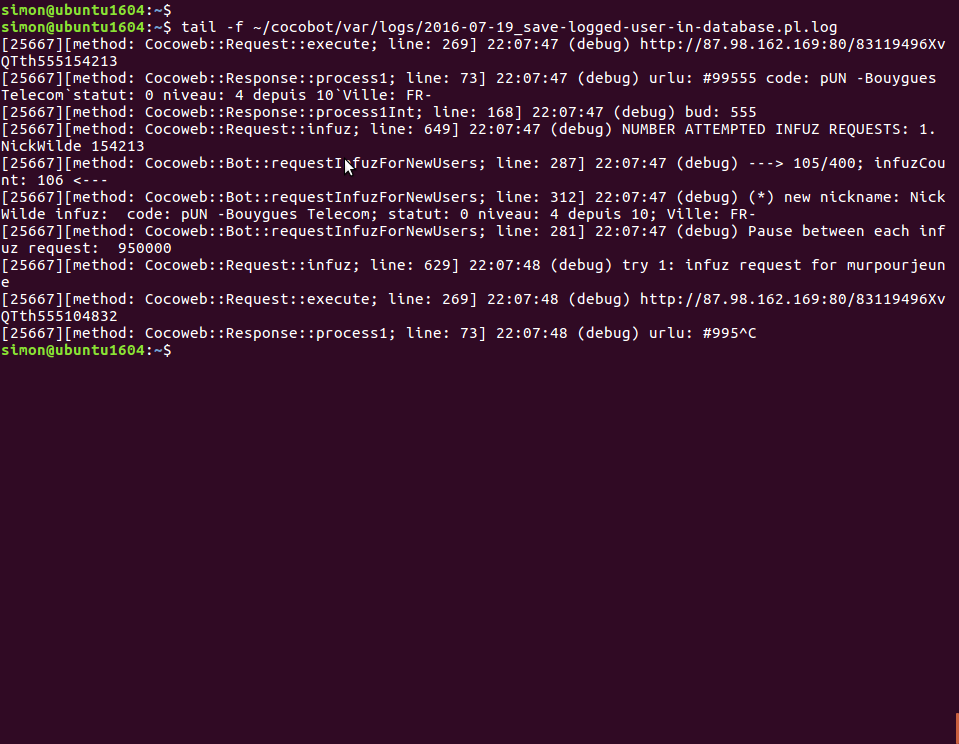 simon@ubuntu1604:~$
simon@ubuntu1604:~$ tail -f ~/cocobot/var/logs/2016-07-19_save-logged-user-in-database.pl.log
[25667][method: Cocoweb::Request::execute; line: 269] 22:07:47 (debug) http://87.98.162.169:80/83119496Xv
QTth555154213
[25667][method: Cocoweb::Response::process1; line: 73] 22:07:47 (debug) urlu: #99555 code: pUN -Bouygues
Telecom`statut: 0 niveau: 4 depuis 10`Ville: FR-
[25667][method: Cocoweb::Response::process1Int; line: 168] 22:07:47 (debug) bud: 555
[25667][method: Cocoweb::Request::infuz; line: 649] 22:07:47 (debug) NUMBER ATTEMPTED INFUZ REQUESTS: 1.
NickWilde 154213
[25667][method: Cocoweb::Bot::requestInfuzForNewUsers; line: 287] 22:07:47 (debug) ---> 105/400; infuzCou
nt: 106 <---
[25667][method: Cocoweb::Bot::requestInfuzForNewUsers; line: 312] 22:07:47 (debug) (*) new nickname: Nick
Wilde infuz:  code: pUN -Bouygues Telecom; statut: 0 niveau: 4 depuis 10; Ville: FR-
[25667][method: Cocoweb::Bot::requestInfuzForNewUsers; line: 281] 22:07:47 (debug) Pause between each inf
uz request:  950000
[25667][method: Cocoweb::Request::infuz; line: 629] 22:07:48 (debug) try 1: infuz request for murpourjeun
e
[25667][method: Cocoweb::Request::execute; line: 269] 22:07:48 (debug) http://87.98.162.169:80/83119496Xv
QTth555104832
[25667][method: Cocoweb::Response::process1; line: 73] 22:07:48 (debug) urlu: #995^C
simon@ubuntu1604:~$